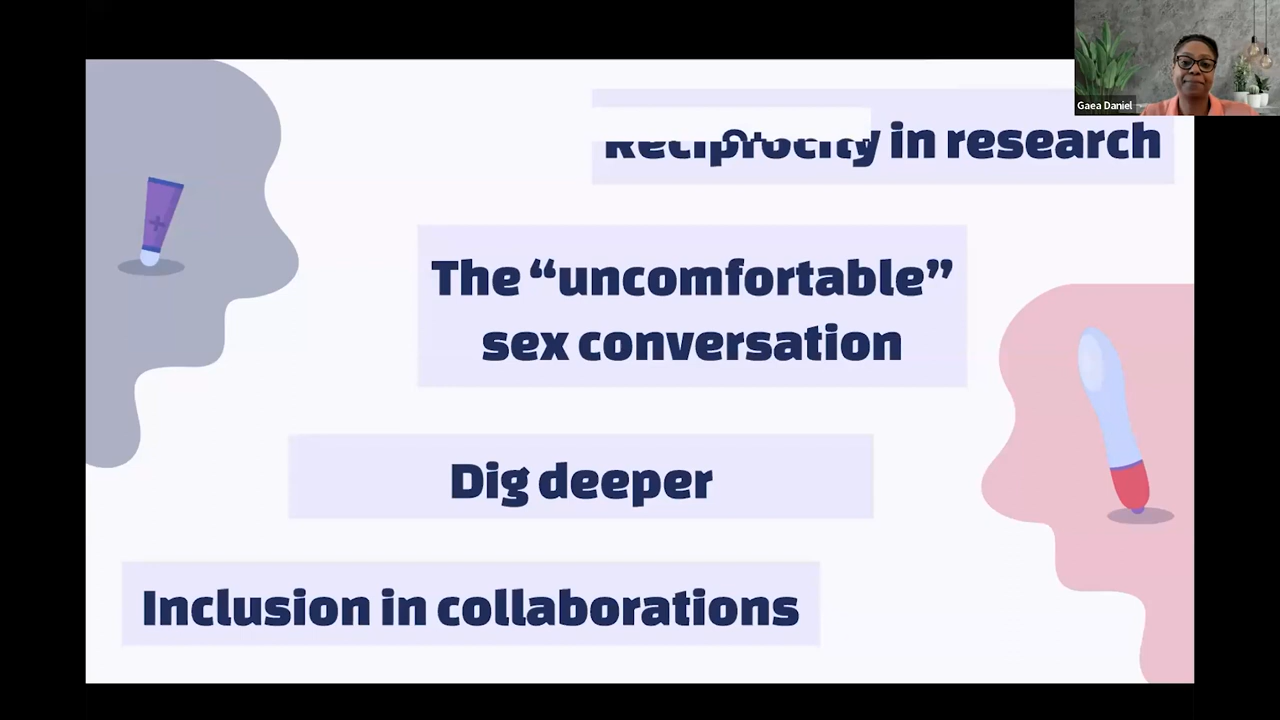 Reciprocity in research
The “uncomfortable”
sex conversation
Dig deeper
Inclusion in collaborations
Gaea Daniel